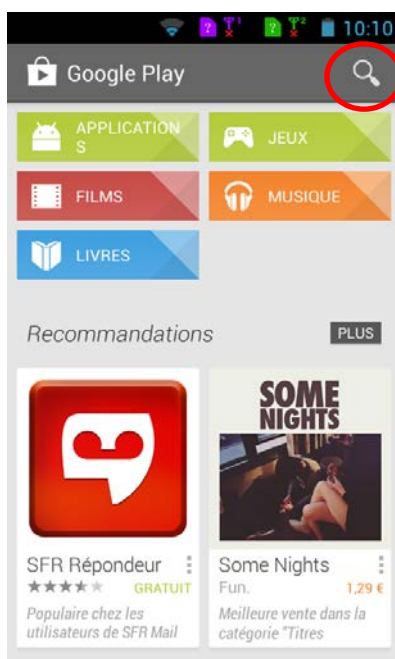 10:10
Google Play
APPLICATION
S
JEUX
FILMS
MUSIQUE
LIVRES
Recommandations
PLUS
SOME
NIGHTS
SFR Répondeur
GRATUIT
Populaire chez les
utilisateurs de SFR Mail
Some Nights
Fun.
1,29 €
Meilleure vente dans la
catégorie "Titres